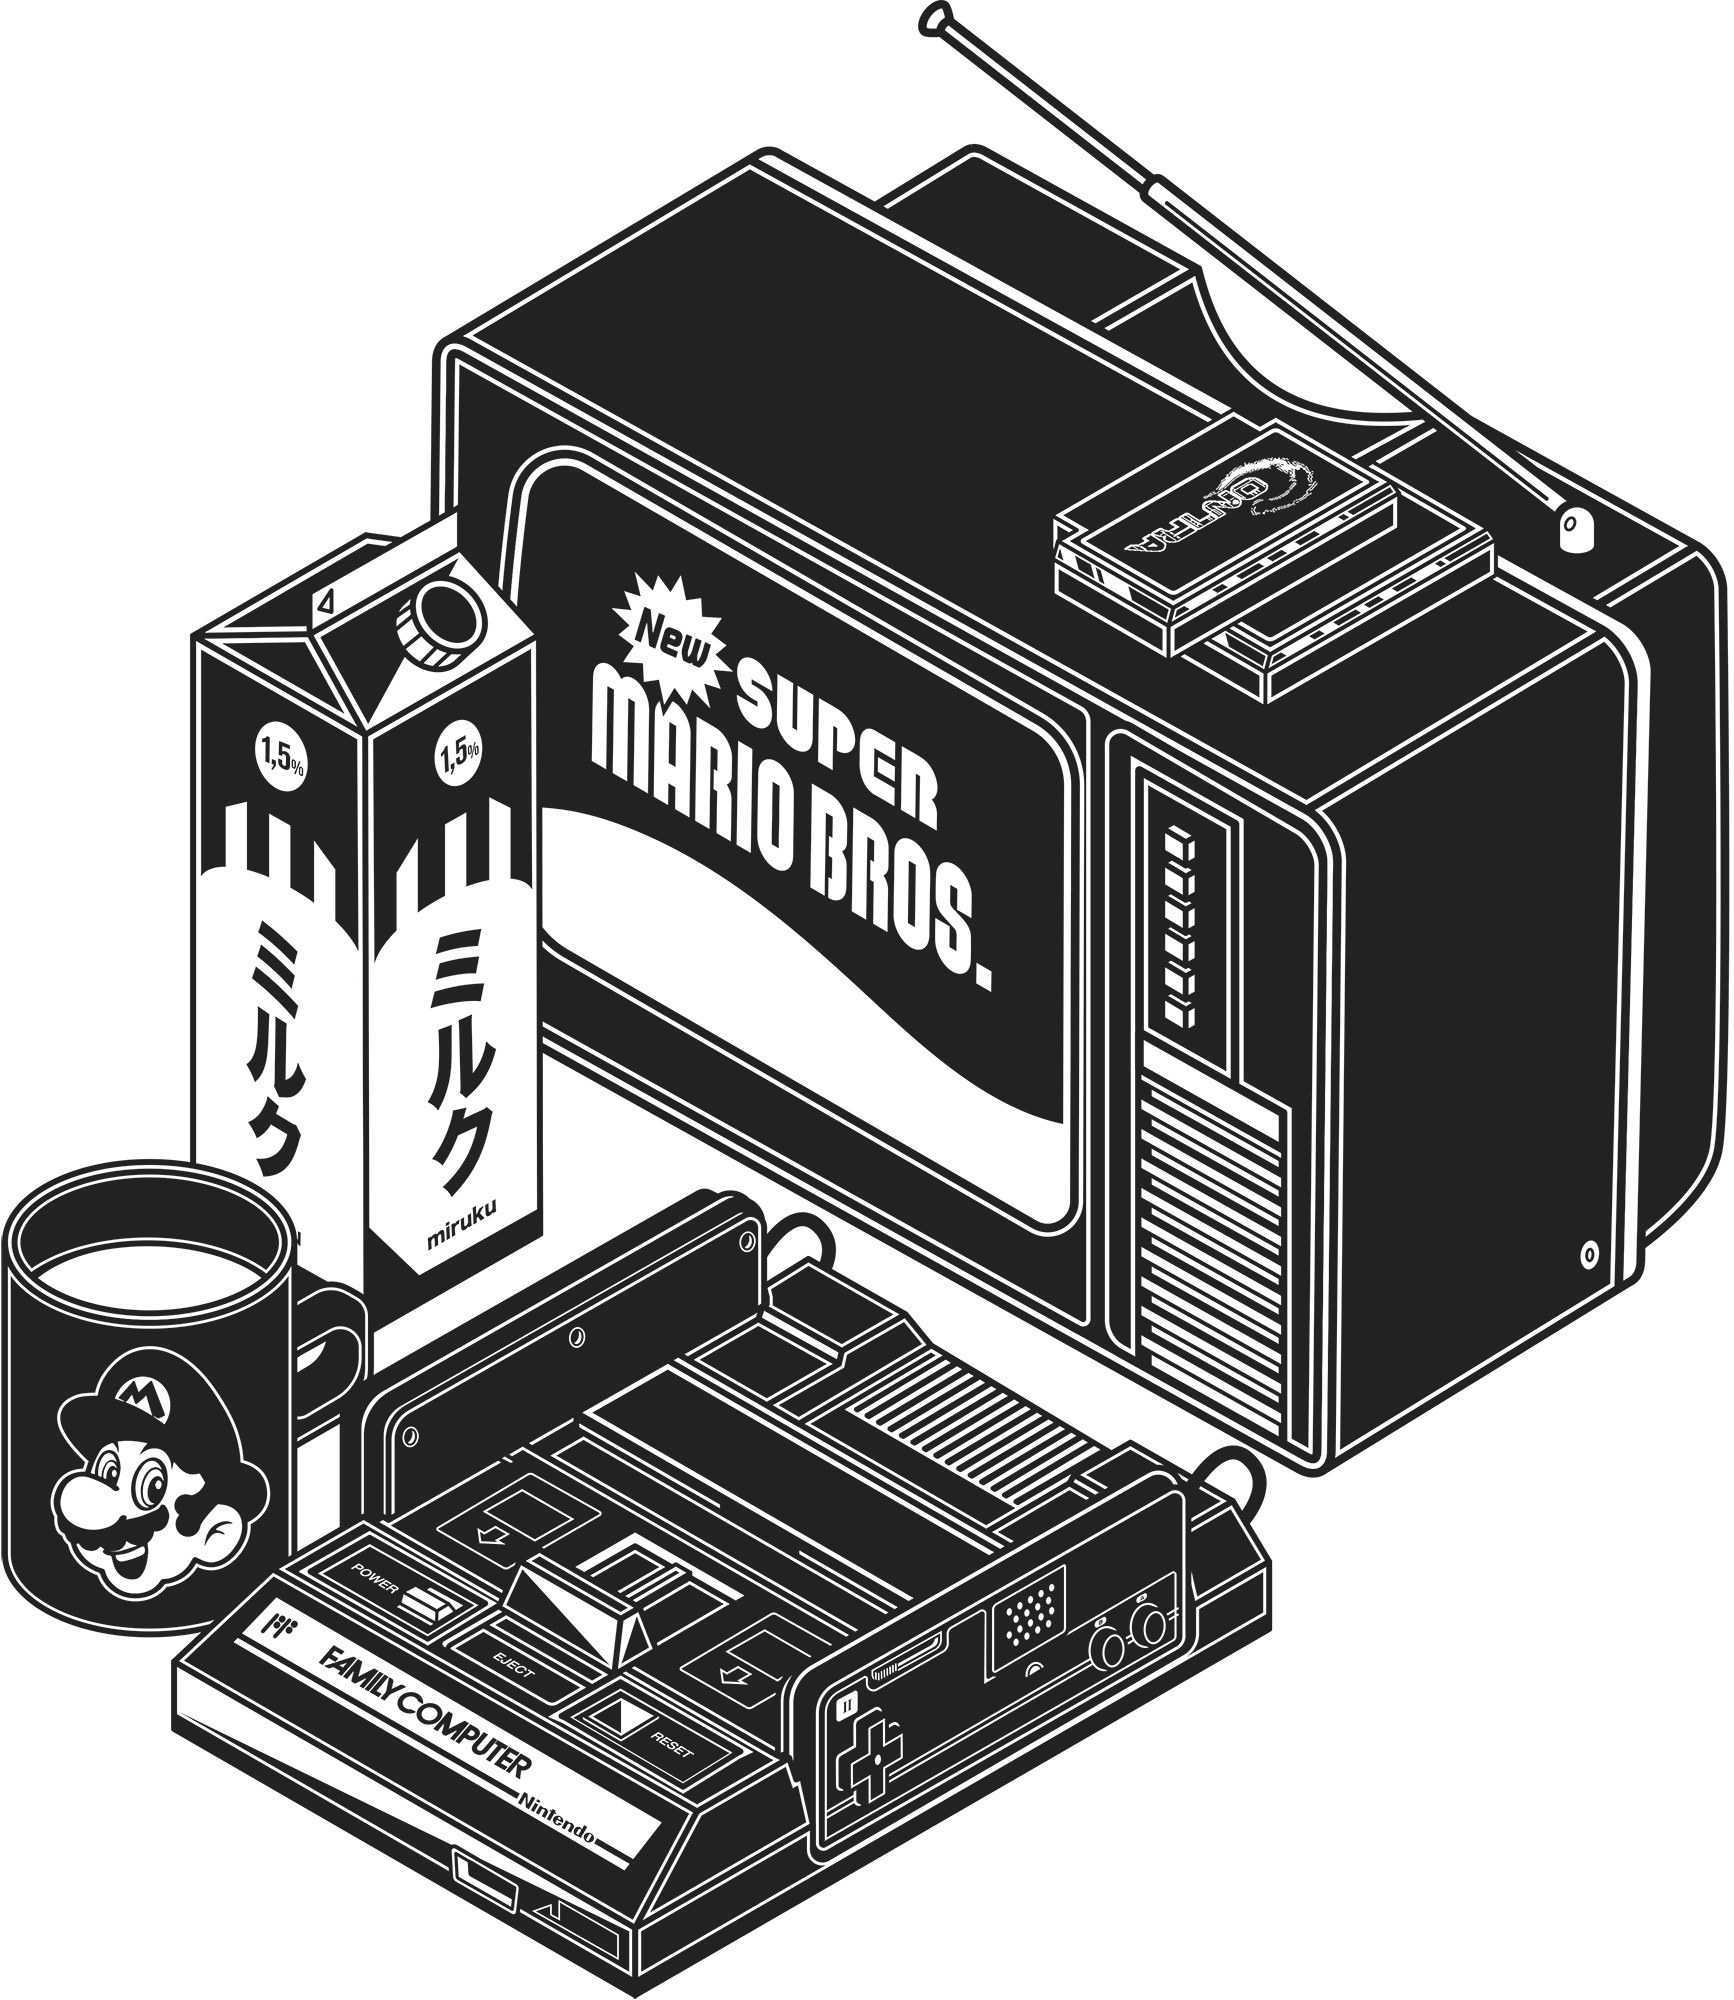 CONTRA
New
SUPER
MARIO BROS.
1,5%
ミルク
1,5%
ミルク
miruku
M
POWER
EJECT
RESET
FAMILY COMPUTER
Nintendo
II
B
A